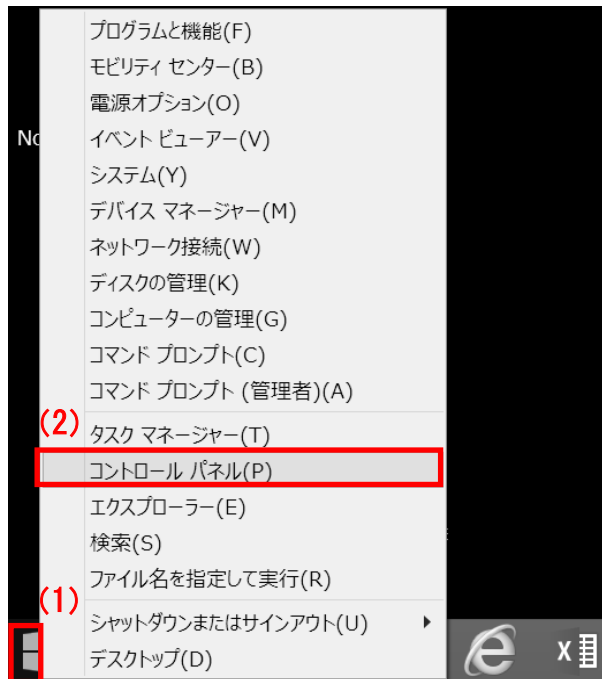 プログラムと機能(F)
モビリティ センター(B)
電源オプション(O)
No
イベント ビューアー(V)
システム(Y)
デバイス マネージャー(M)
ネットワーク接続(W)
ディスクの管理(K)
コンピューターの管理(G)
コマンド プロンプト(C)
コマンド プロンプト (管理者)(A)
(2)
タスク マネージャー(T)
コントロール パネル(P)
エクスプローラー(E)
検索(S)
ファイル名を指定して実行(R)
(1)
シャットダウンまたはサインアウト(U)
デスクトップ(D)
X